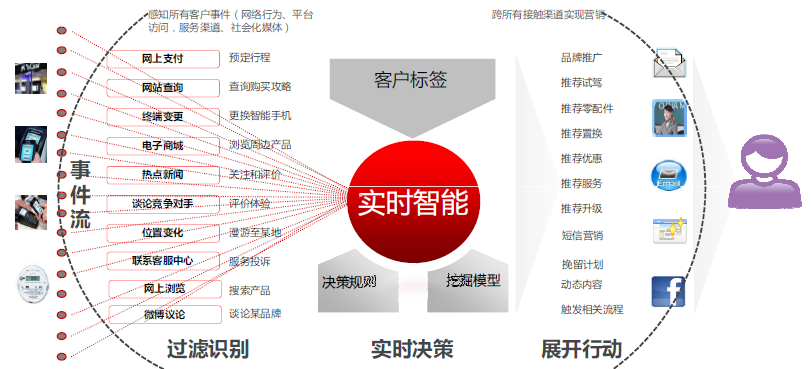 感知所有客户事件（网络行为、平台
访问，服务渠道、社会化媒体）
跨所有接触渠道实现营销
事件流
网上支付 预定行程
网站查询 查询购买攻略
终端变更 更换智能手机
电子商城 浏览周边产品
热点新闻 关注和评价
谈论竞争对手 评价体验
位置变化 漫游至某地
联系客服中心 服务投诉
网上浏览 搜索产品
微博议论 谈论某品牌
客户标签
实时智能
决策规则
挖掘模型
品牌推广
推荐试驾
推荐零配件
推荐置换
推荐优惠
推荐服务
推荐升级
短信营销
挽留计划
动态内容
触发相关流程
Email
过滤识别
实时决策
展开行动